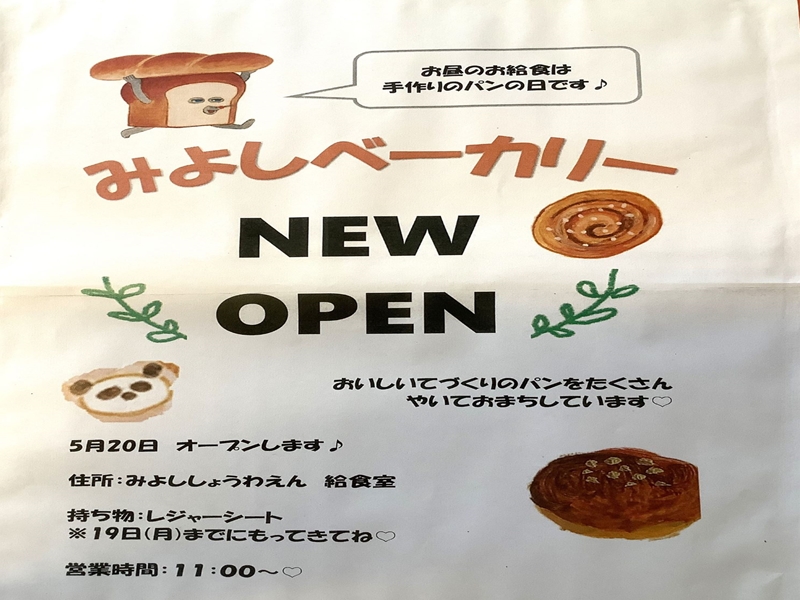 お昼のお給食は
手作りのパンの日です♪
みよしベーカリー
NEW
OPEN
おいしいてづくりのパンをたくさん
やいておまちしています♡
5月20日 オープンします♪
住所：みよししょうわえん 給食室
持ち物：レジャーシート
※19日（月）までにもってきてね♡
営業時間：11：00～♡